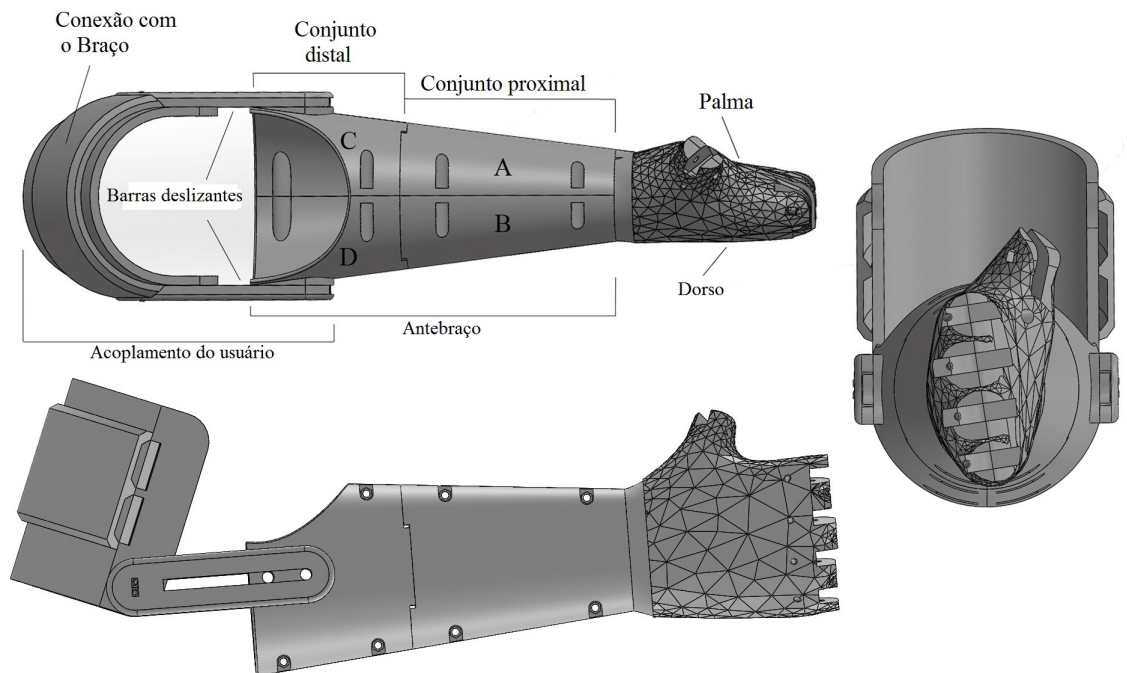 Conexão com
o Braço
Conjunto
distal
Conjunto proximal
Palma
C
A
Barras deslizantes
B
D
Dorso
Antebraço
Acoplamento do usuário